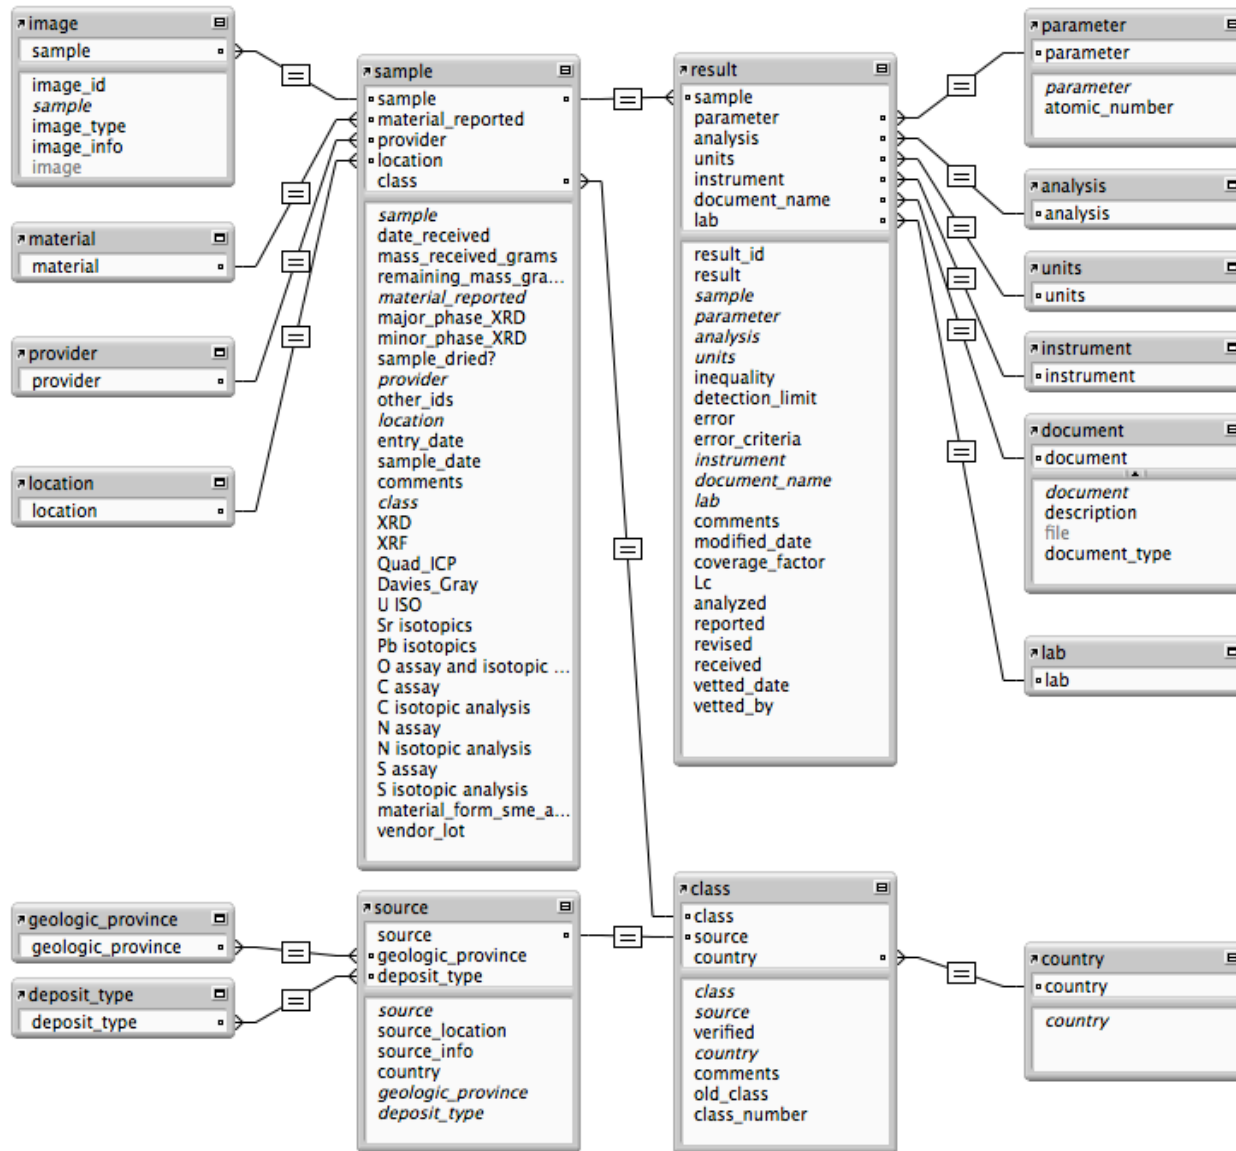 image
sample
image_id
sample
image_type
image_info
image
material
material
provider
provider
location
location
sample
sample
material_reported
provider
location
class
sample
date_received
mass_received_grams
remaining_mass_gra...
material_reported
major_phase_XRD
minor_phase_XRD
sample_dried?
provider
other_ids
location
entry_date
sample_date
comments
class
XRD
XRF
Quad_ICP
Davies_Gray
U ISO
Sr isotopics
Pb isotopics
O assay and isotopic ...
C assay
C isotopic analysis
N assay
N isotopic analysis
S assay
S isotopic analysis
material_form_sme_a...
vendor_lot
result
sample
parameter
analysis
units
instrument
document_name
lab
result_id
result
sample
parameter
analysis
units
inequality
detection_limit
error
error_criteria
instrument
document_name
lab
comments
modified_date
coverage_factor
Lc
analyzed
reported
revised
received
vetted_date
vetted_by
parameter
parameter
parameter
atomic_number
analysis
analysis
units
units
instrument
instrument
document
document
document
description
file
document_type
lab
lab
geologic_province
geologic_province
deposit_type
deposit_type
source
source
geologic_province
deposit_type
source
source_location
source_info
country
geologic_province
deposit_type
class
class
source
country
class
source
verified
country
comments
old_class
class_number
country
country
country